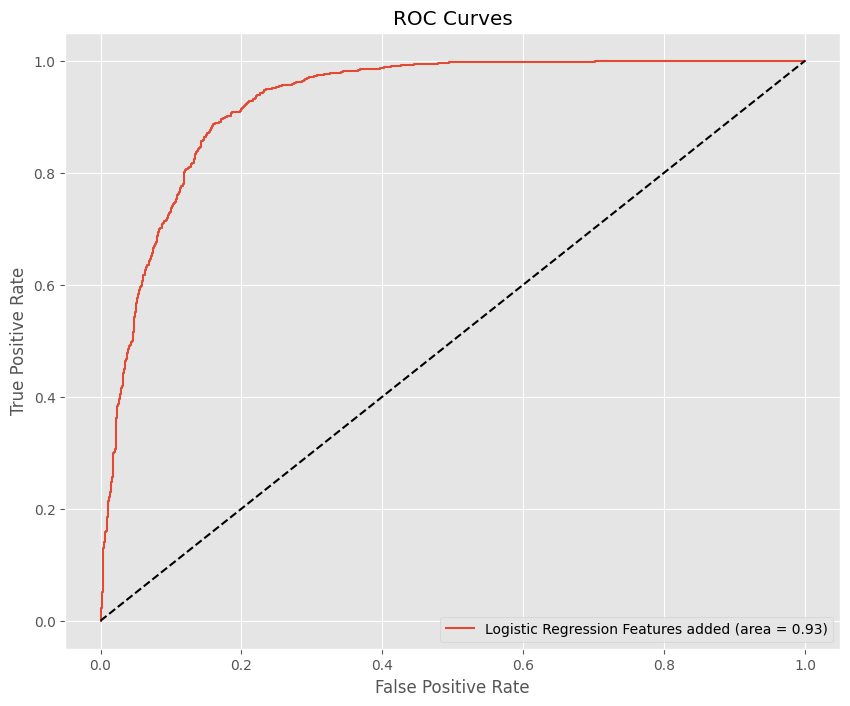 ROC Curves
True Positive Rate
1.0
0.8
0.6
0.4
0.2
0.0
Logistic Regression Features added (area = 0.93)
0.0 0.2 0.4 0.6 0.8 1.0
False Positive Rate